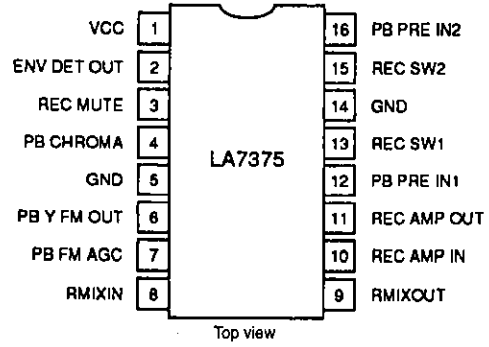 VCC 1 16 PB PRE IN2
ENV DET OUT 2 15 REC SW2
REC MUTE 3 14 GND
PB CHROMA 4 13 REC SW1
LA7375
GND 5 12 PB PRE IN1
PB Y FM OUT 6 11 REC AMP OUT
PB FM AGC 7 10 REC AMP IN
RMIXIN 8 9 RMIXOUT
Top view